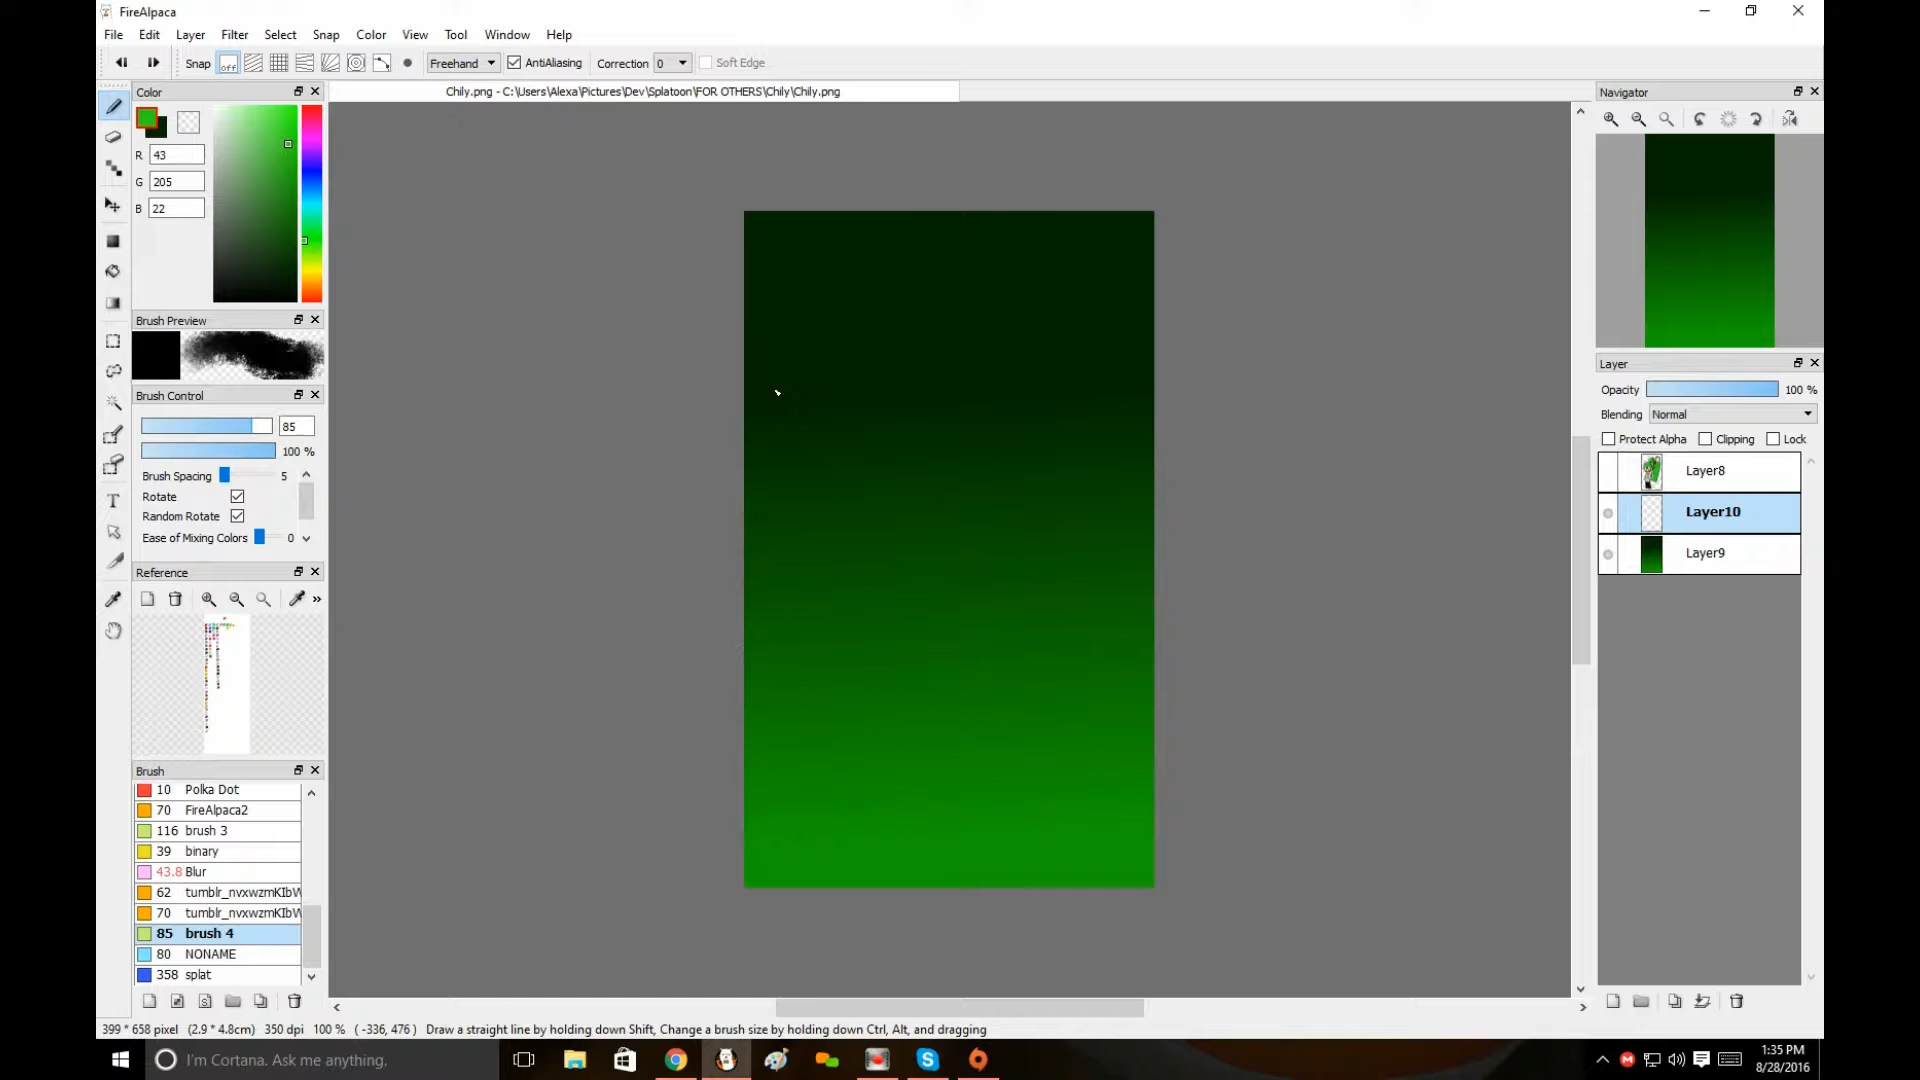 FireAlpaca
File Edit Layer Filter Select Snap Color View Tool Window Help
Snap off Freehand AntiAliasing Correction 0 Soft Edge
Color
Chily.png - C:\Users\Alexa\Pictures\Dev\Splatoon\FOR OTHERS\Chily\Chily.png
Navigator
R 43
G 205
B 22
Brush Preview
Brush Control
85
100 %
Brush Spacing 5
Rotate
Random Rotate
Ease of Mixing Colors 0
Reference
Brush
10 Polka Dot
70 FireAlpaca2
116 brush 3
39 binary
43.8 Blur
62 tumblr_nvxwzmKIbW
70 tumblr_nvxwzmKIbW
85 brush 4
80 NONAME
358 splat
Layer
Opacity 100 %
Blending Normal
Protect Alpha Clipping Lock
Layer8
Layer10
Layer9
399 * 658 pixel (2.9 * 4.8cm) 350 dpi 100 % ( -336, 476 ) Draw a straight line by holding down Shift, Change a brush size by holding down Ctrl, Alt, and dragging
I'm Cortana. Ask me anything.
1:35 PM
8/28/2016